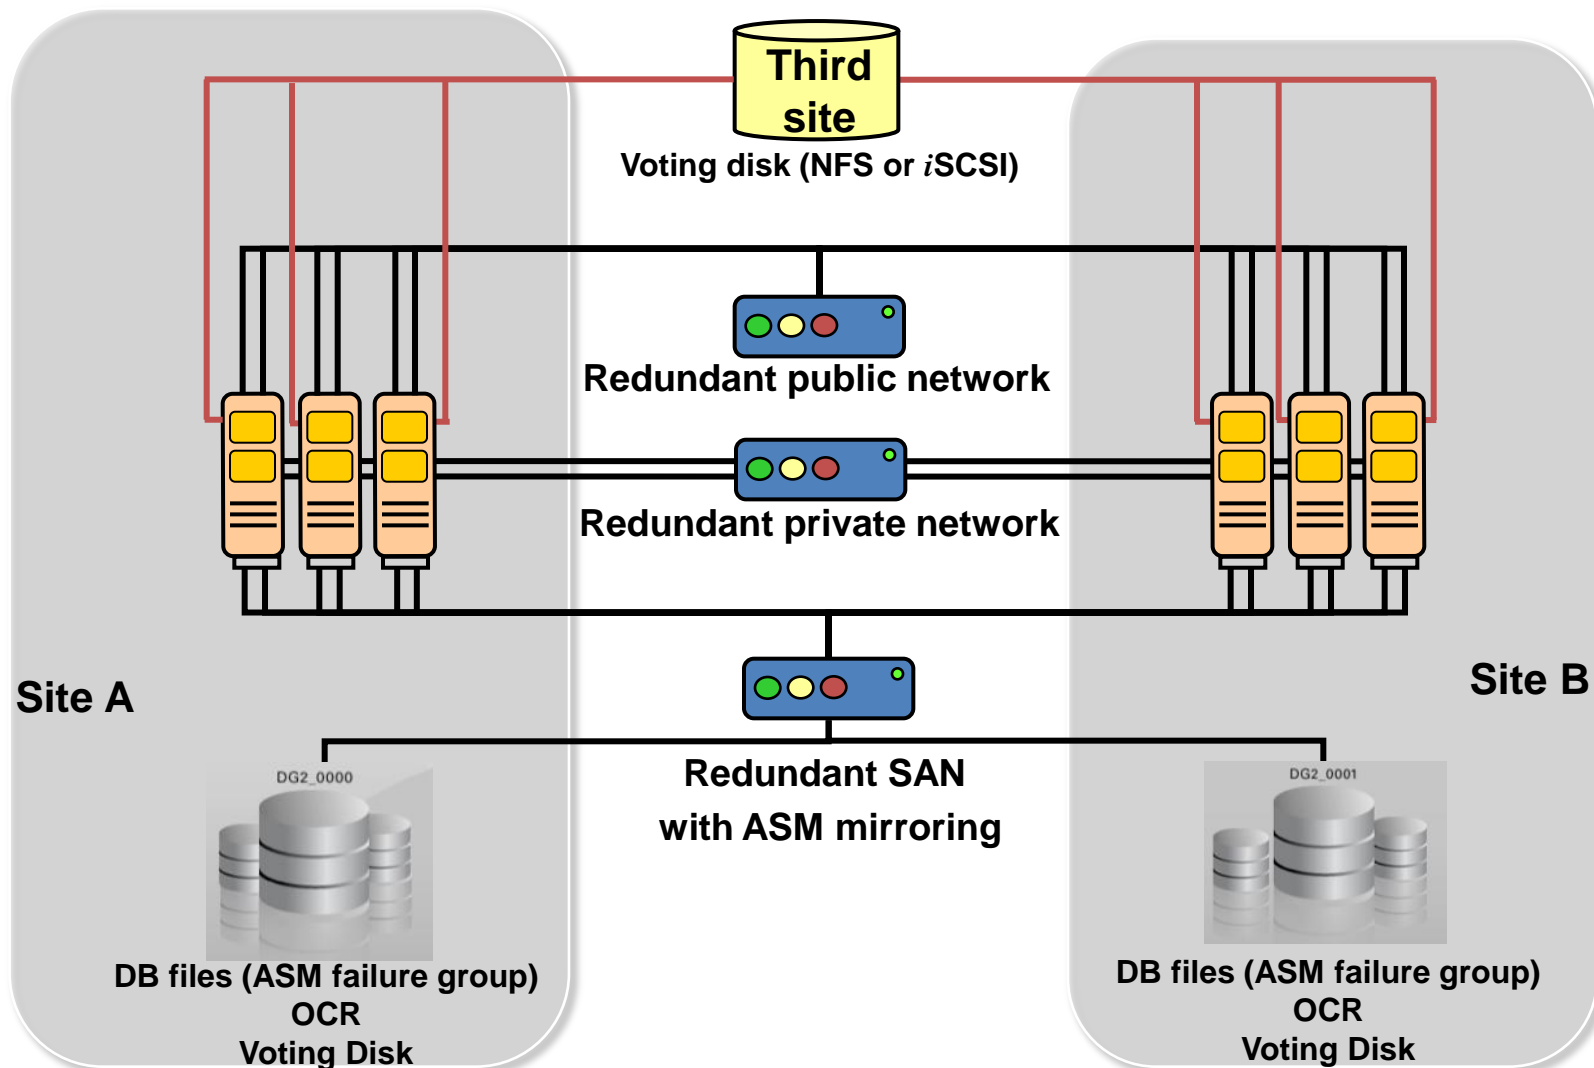 Third
site
Voting disk (NFS or iSCSI)
Redundant public network
Redundant private network
Site A
Site B
Redundant SAN
with ASM mirroring
DG2_0000
DG2_0001
DB files (ASM failure group)
OCR
Voting Disk
DB files (ASM failure group)
OCR
Voting Disk